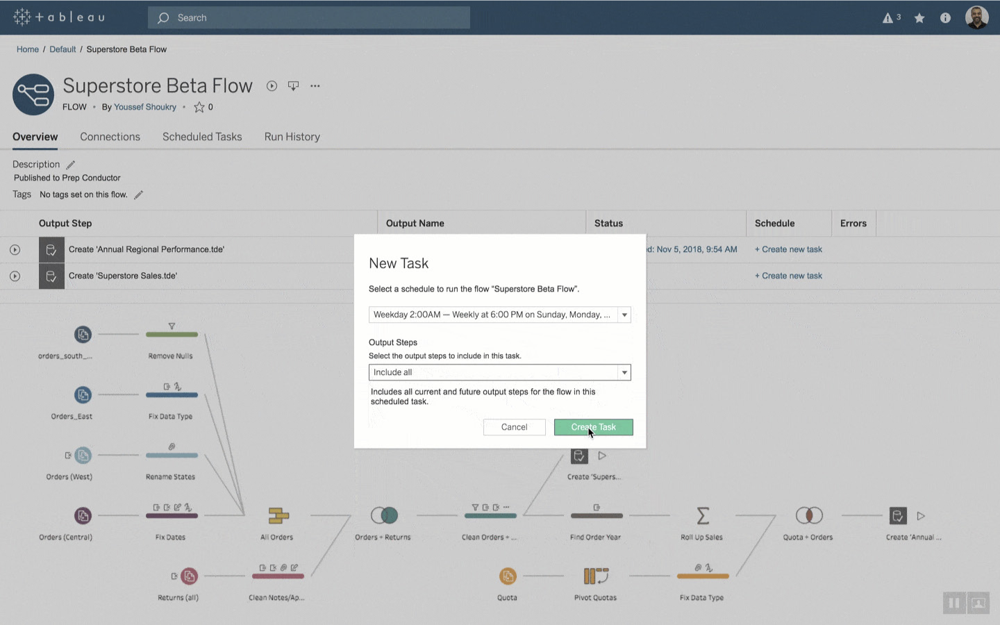 tableau
Search
3
Home / Default / Superstore Beta Flow
Superstore Beta Flow
FLOW • By Youssef Shoukry • 0
Overview Connections Scheduled Tasks Run History
Description
Published to Prep Conductor
Tags No tags set on this flow.
Output Step Output Name Status Schedule Errors
Create 'Annual Regional Performance.tde' d: Nov 5, 2018, 9:54 AM + Create new task
Create 'Superstore Sales.tde' + Create new task
New Task
Select a schedule to run the flow “Superstore Beta Flow”.
Weekday 2:00AM — Weekly at 6:00 PM on Sunday, Monday, ...
Output Steps
Select the output steps to include in this task.
Include all
Includes all current and future output steps for the flow in this
scheduled task.
Cancel Create Task
orders_south_... Remove Nulls
Orders_East Fix Data Type
Orders (West) Rename States
Create 'Supers...
Orders (Central) Fix Dates All Orders Orders + Returns Clean Orders + ... Find Order Year Roll Up Sales Quota + Orders Create 'Annual ...
Returns (all) Clean Notes/Ap... Quota Pivot Quotas Fix Data Type